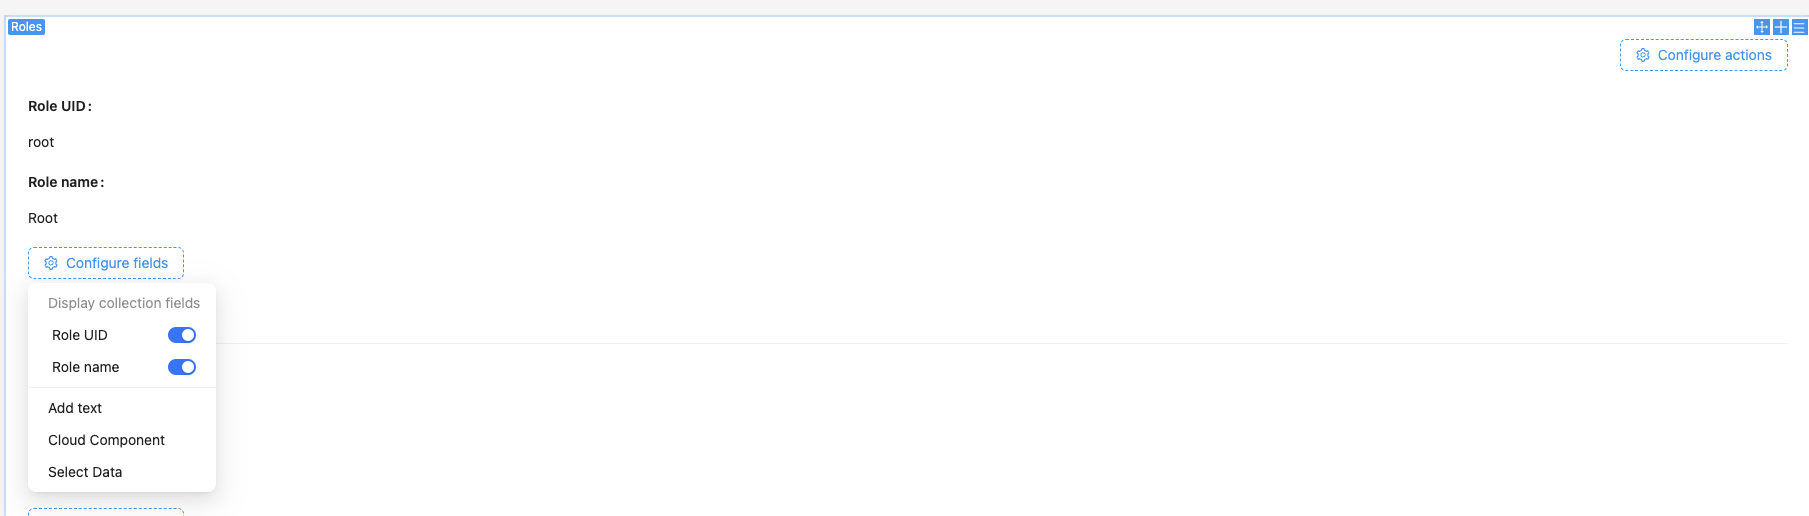 Roles
Configure actions
Role UID:
root
Role name:
Root
Configure fields
Display collection fields
Role UID
Role name
Add text
Cloud Component
Select Data